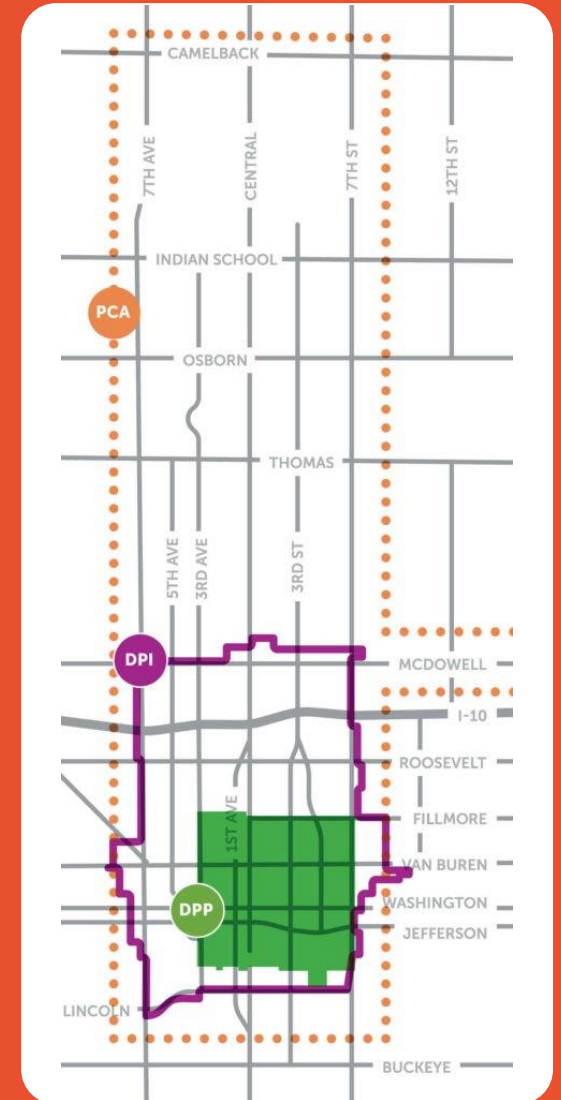 CAMELBACK
7TH AVE
CENTRAL
7TH ST
12TH ST
INDIAN SCHOOL
PCA
OSBORN
THOMAS
5TH AVE
3RD AVE
3RD ST
DPI
MCDOWELL
I-10
ROOSEVELT
1ST AVE
FILLMORE
VAN BUREN
WASHINGTON
DPP
JEFFERSON
LINCOLN
BUCKEYE